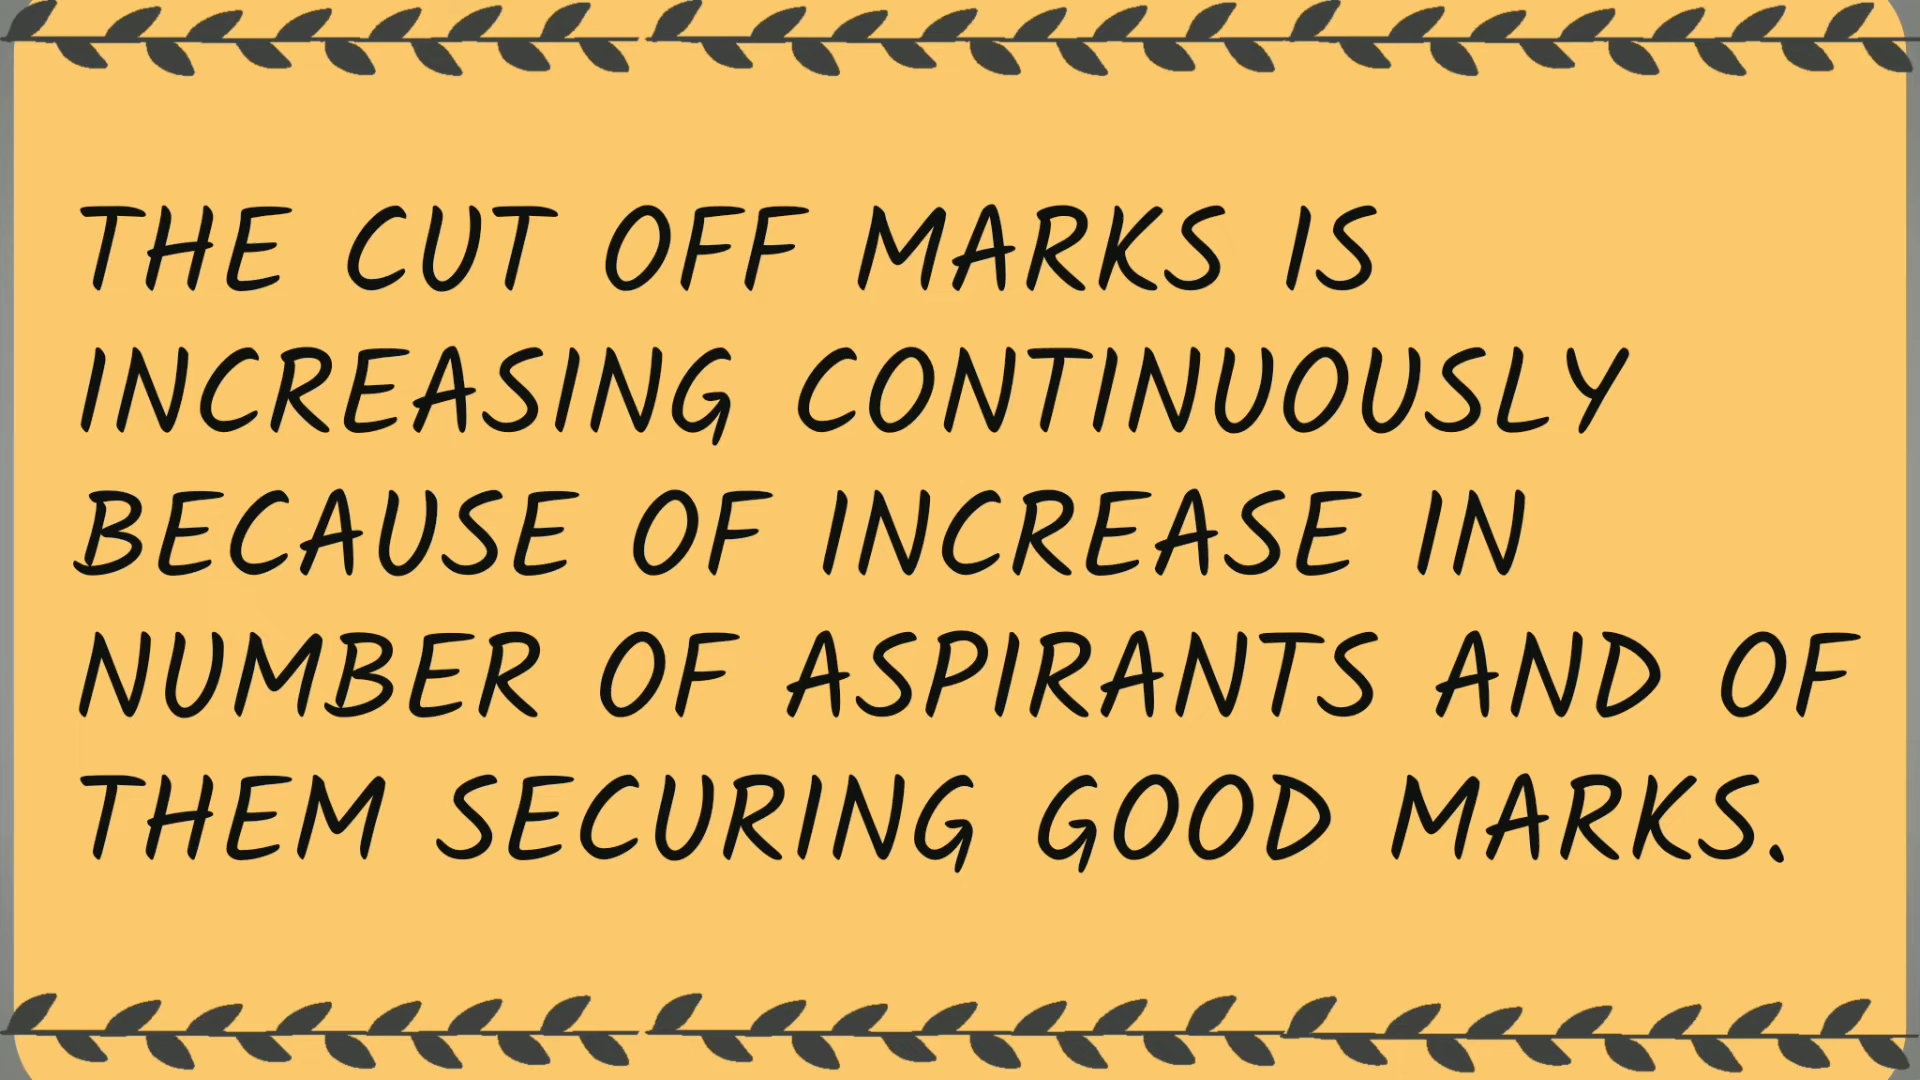 THE CUT OFF MARKS IS
INCREASING CONTINUOUSLY
BECAUSE OF INCREASE IN
NUMBER OF ASPIRANTS AND OF
THEM SECURING GOOD MARKS.